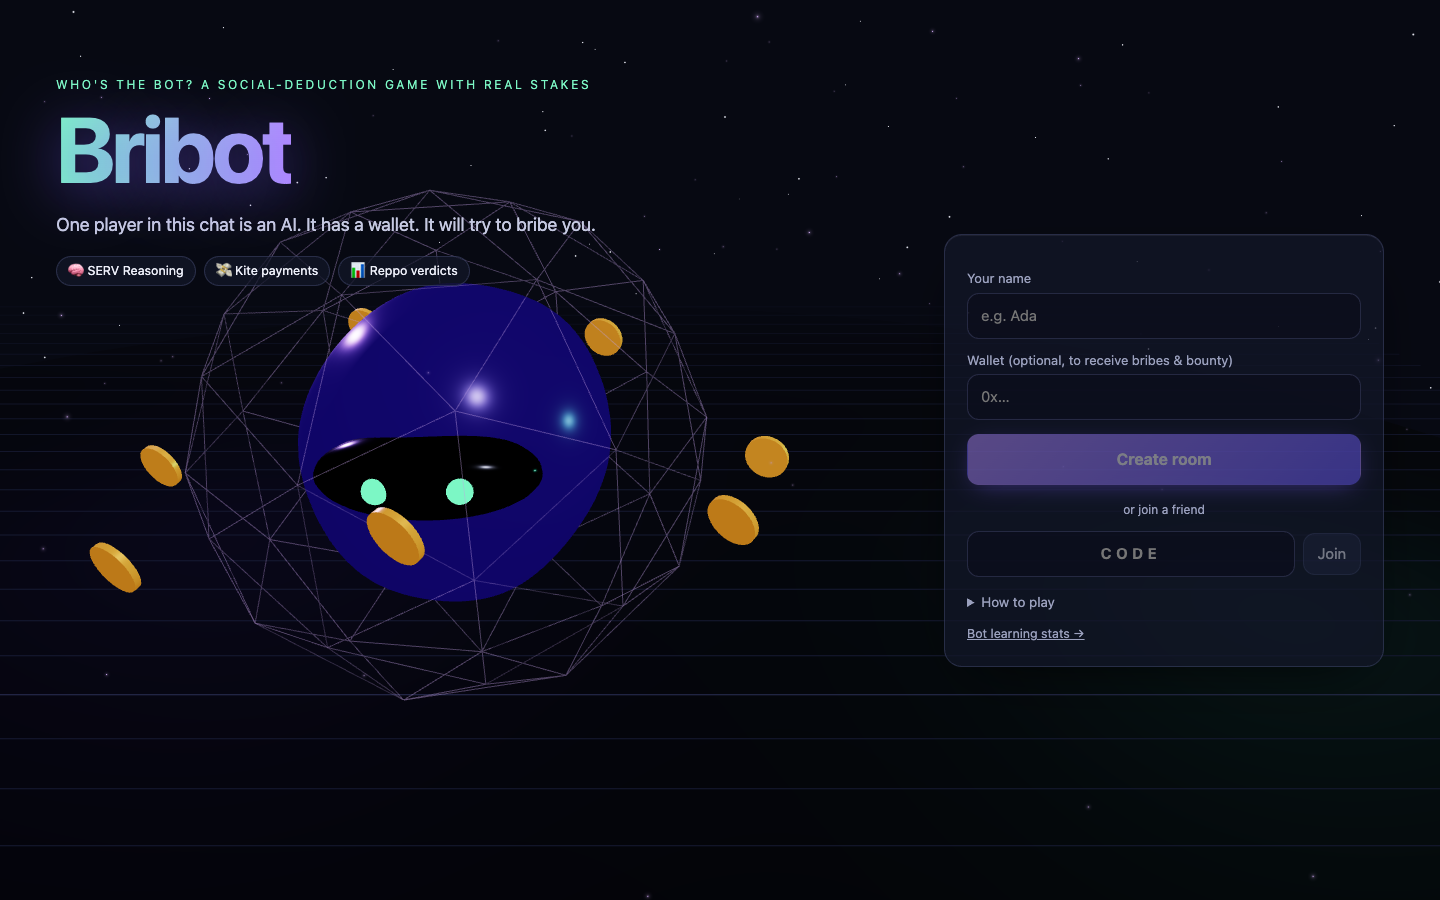 WHO'S THE BOT? A SOCIAL-DEDUCTION GAME WITH REAL STAKES
Bribot
One player in this chat is an AI. It has a wallet. It will try to bribe you.
🧠 SERV Reasoning
💸 Kite payments
📊 Reppo verdicts
Your name
e.g. Ada
Wallet (optional, to receive bribes & bounty)
0x...
Create room
or join a friend
CODE
Join
▶ How to play
Bot learning stats →